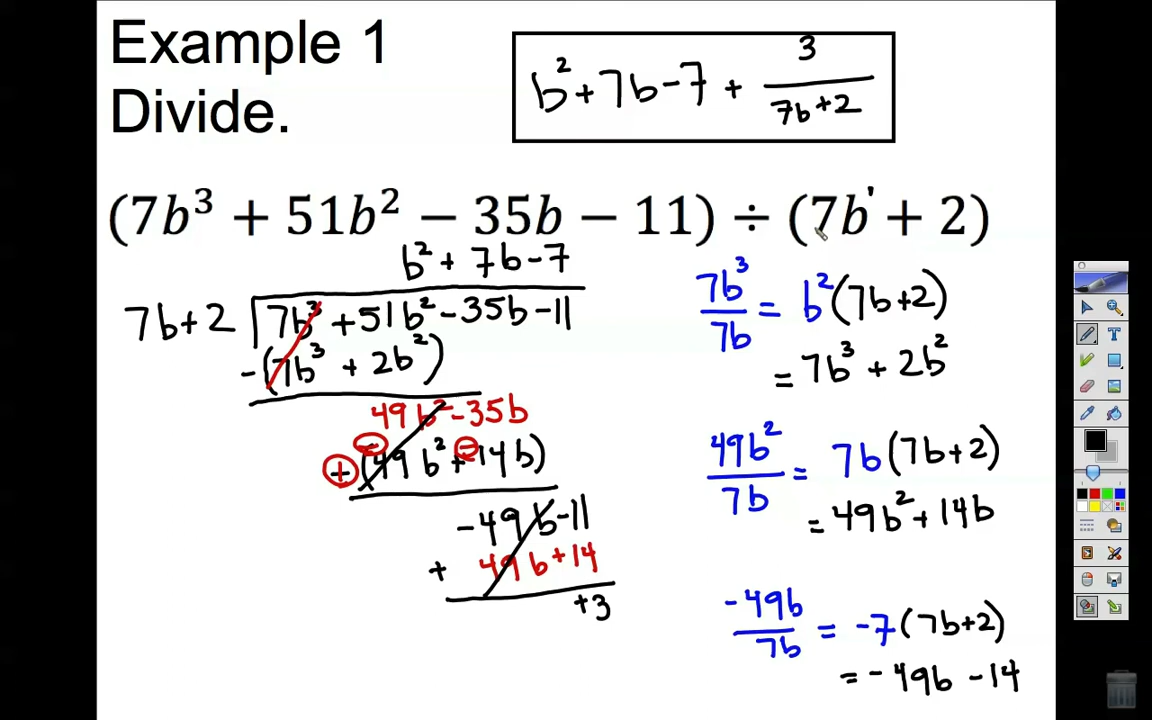 Example 1
Divide.
b² + 7b - 7 + 3/(7b+2)
(7b³ + 51b² − 35b − 11) ÷ (7b' + 2)
b² + 7b - 7
7b+2 7b³ + 51b² - 35b - 11
-(7b³ + 2b²)
49b² - 35b
+ (− 49b² + − 14b)
-49b - 11
+ 49b + 14
+3
7b³/7b = b²(7b+2)
= 7b³ + 2b²
49b²/7b = 7b(7b+2)
= 49b² + 14b
-49b/7b = -7(7b+2)
= -49b - 14
T